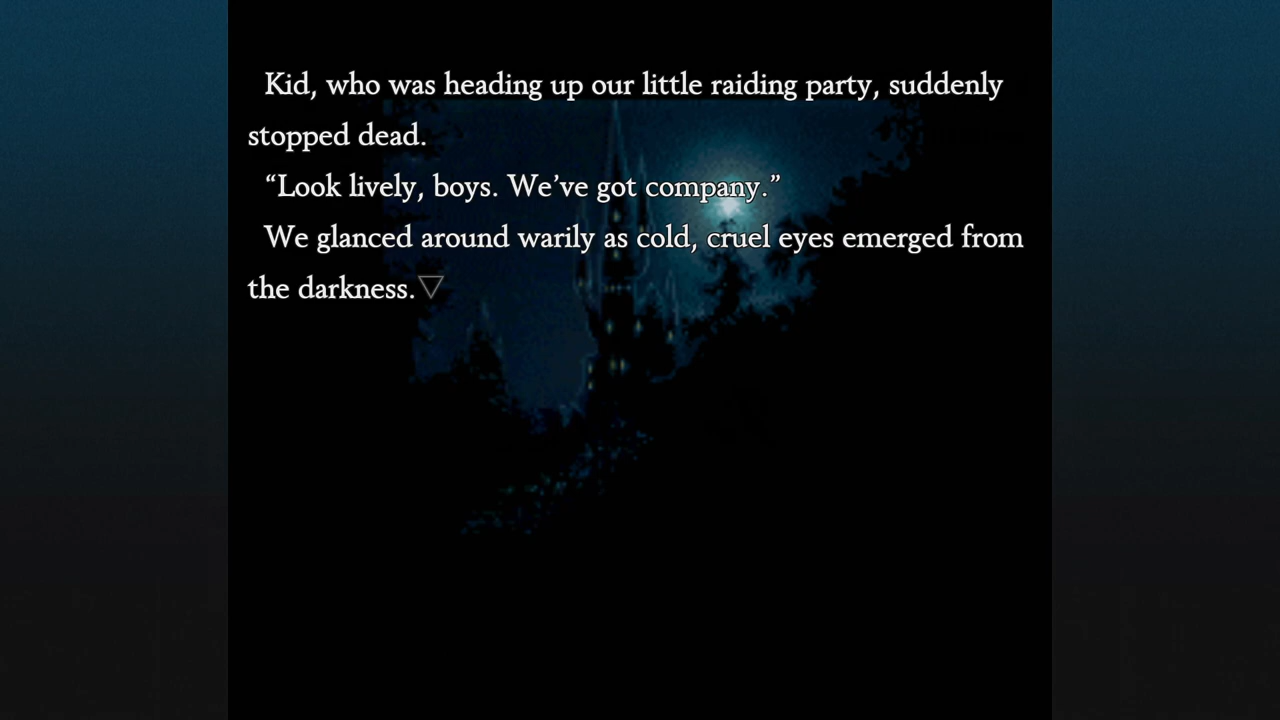 Kid, who was heading up our little raiding party, suddenly
stopped dead.
“Look lively, boys. We’ve got company.”
We glanced around warily as cold, cruel eyes emerged from
the darkness.